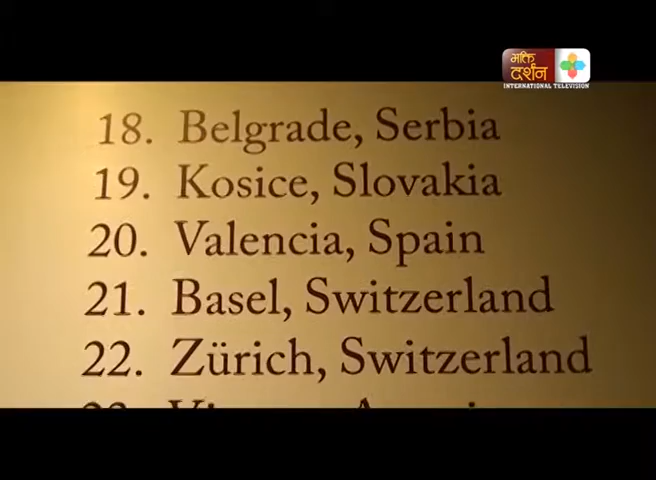 भक्ति
दर्शन
INTERNATIONAL TELEVISION
18. Belgrade, Serbia
19. Kosice, Slovakia
20. Valencia, Spain
21. Basel, Switzerland
22. Zürich, Switzerland